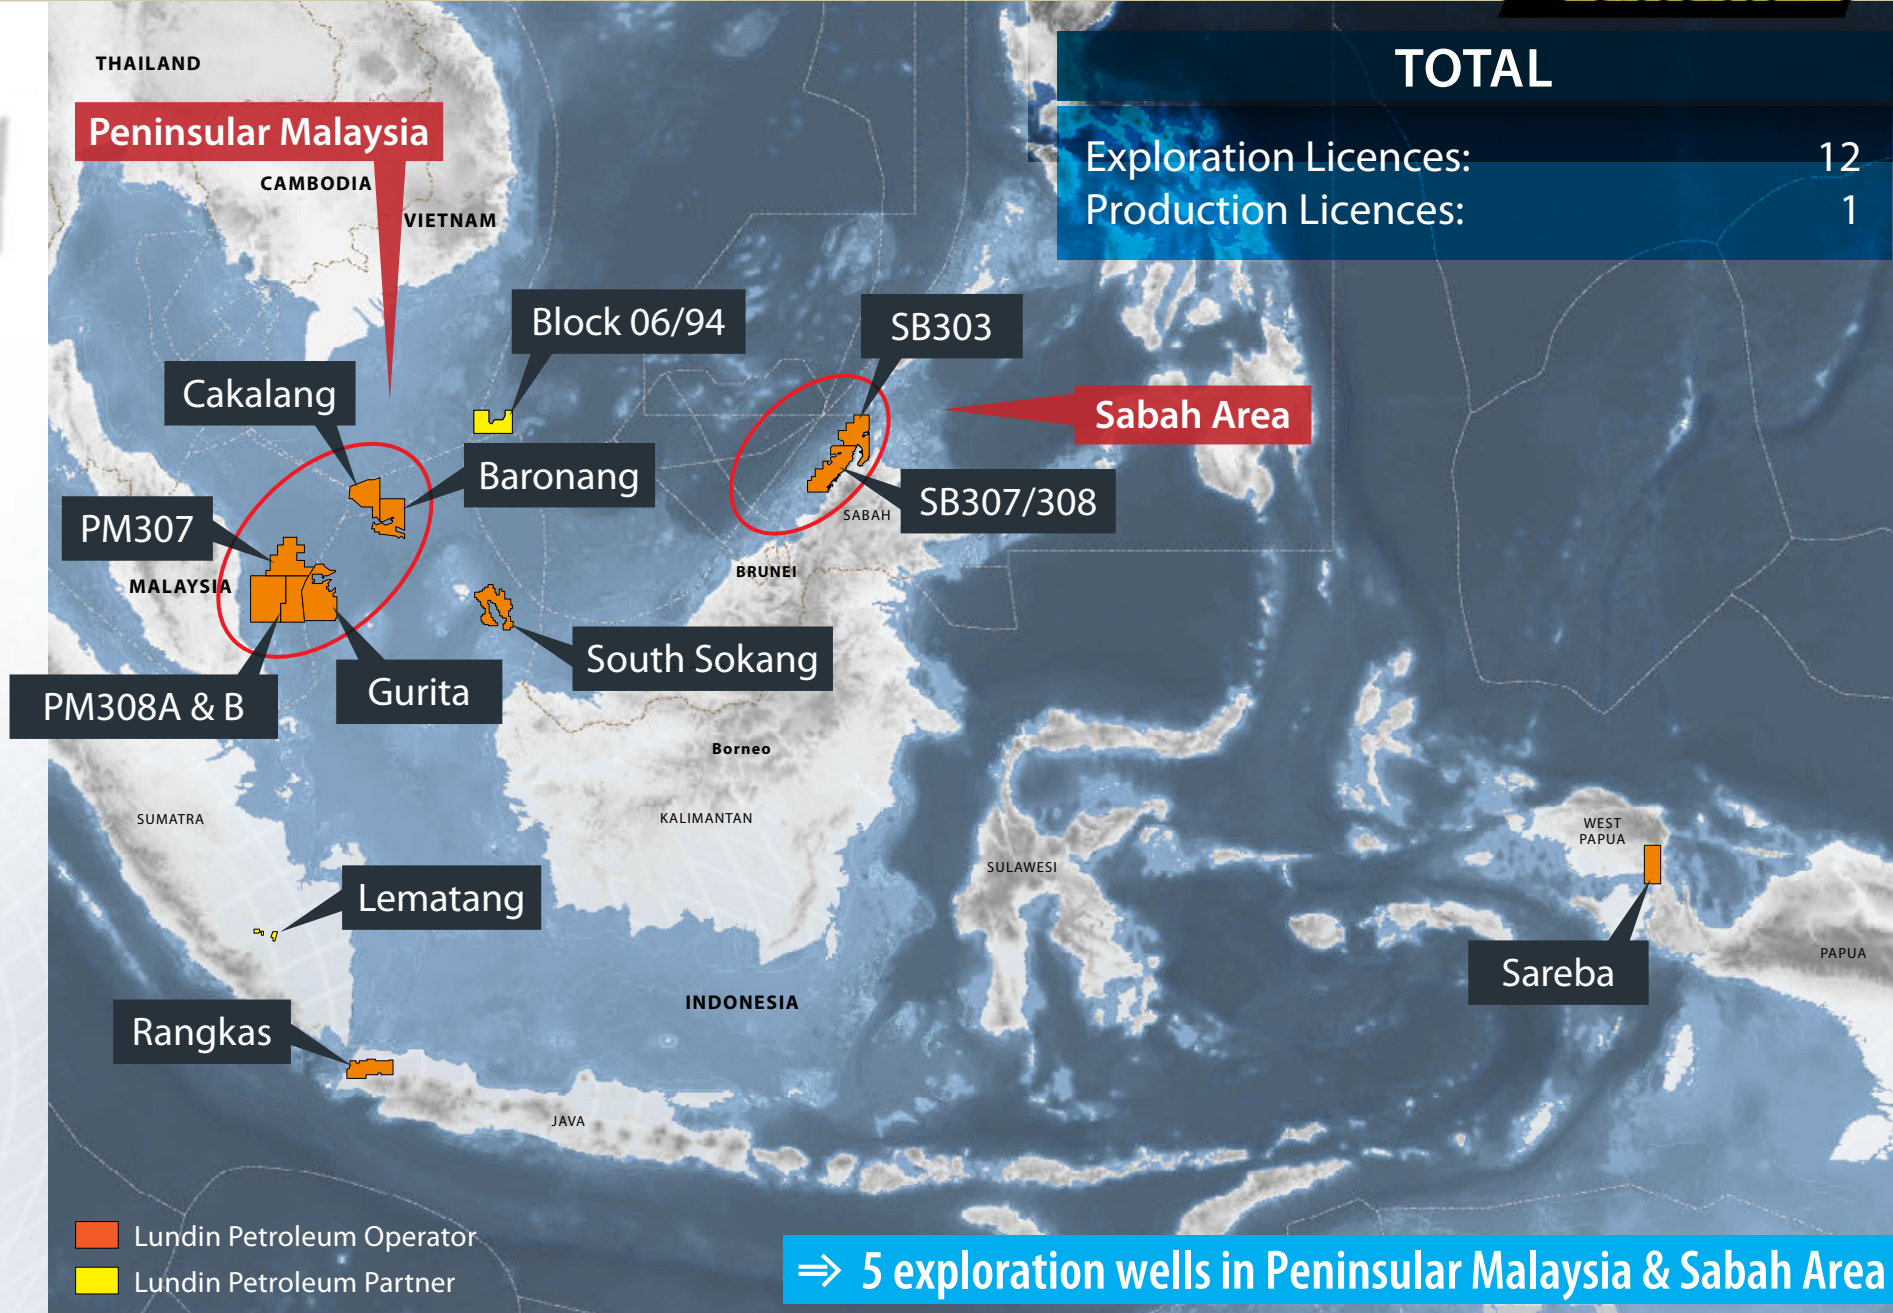 TOTAL
Exploration Licences: 12
Production Licences: 1
THAILAND
Peninsular Malaysia
CAMBODIA
VIETNAM
Block 06/94
SB303
Cakalang
Sabah Area
Baronang
SB307/308
SABAH
PM307
MALAYSIA
BRUNEI
South Sokang
PM308A & B
Gurita
Borneo
SUMATRA
KALIMANTAN
WEST
PAPUA
SULAWESI
Lematang
PAPUA
Sareba
INDONESIA
Rangkas
JAVA
Lundin Petroleum Operator
Lundin Petroleum Partner
⇒ 5 exploration wells in Peninsular Malaysia & Sabah Area